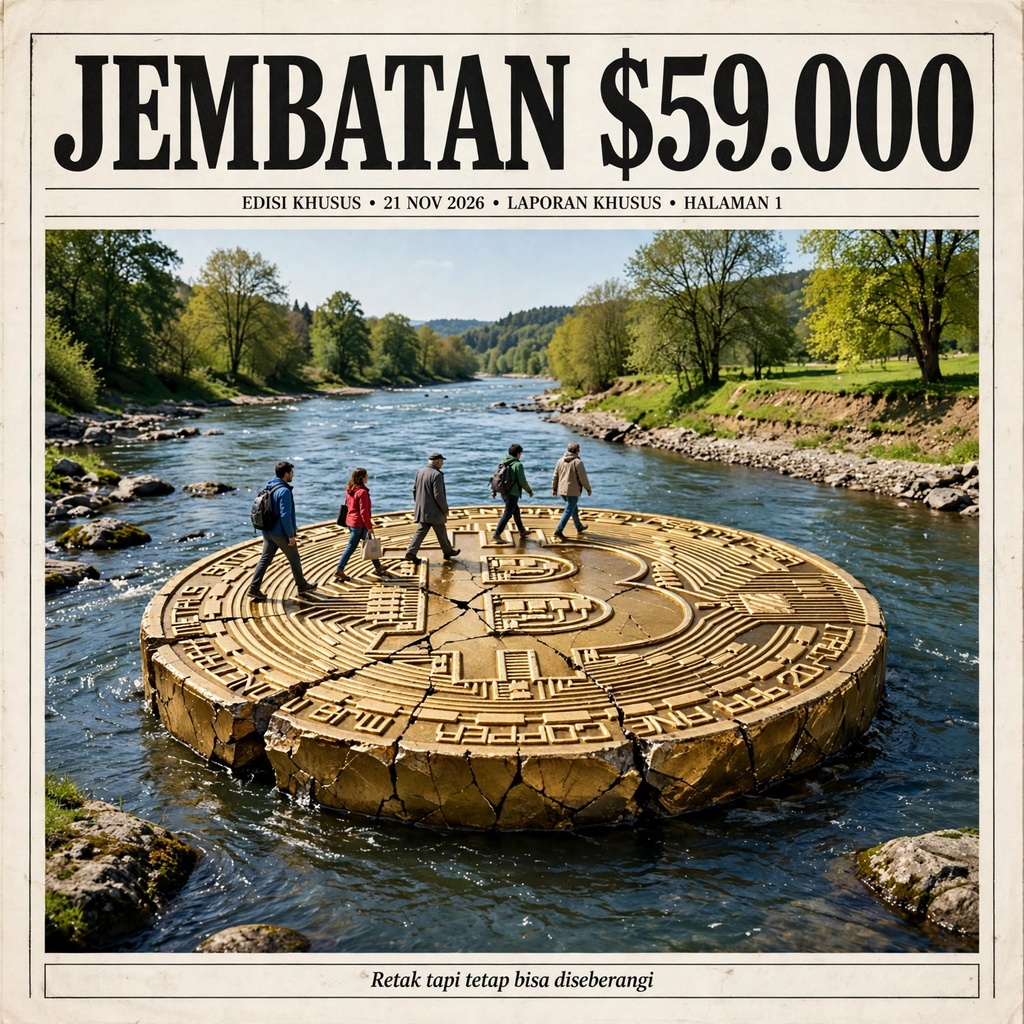 JEMBATAN $59.000
EDISI KHUSUS • 21 NOV 2026 • LAPORAN KHUSUS • HALAMAN 1
Retak tapi tetap bisa diseberangi